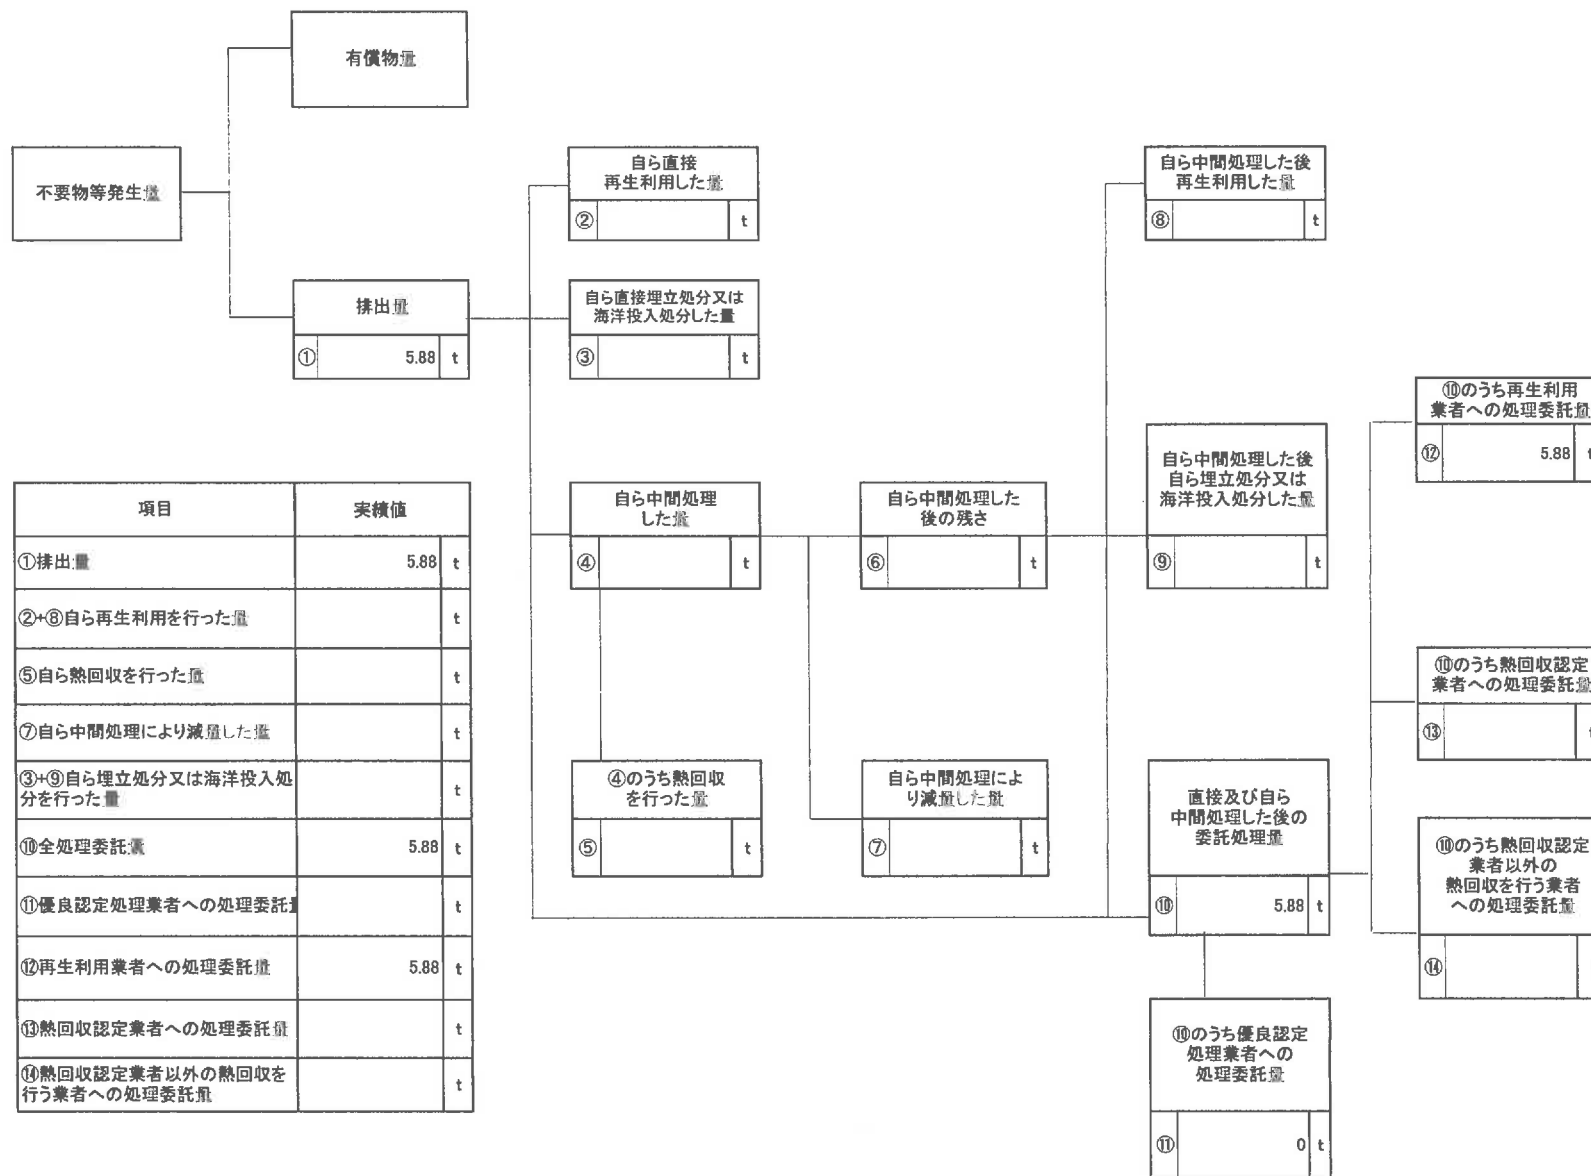 有償物量
不要物等発生量
排出量
① 5.88 t
自ら直接
再生利用した量
② t
自ら直接埋立処分又は
海洋投入処分した量
③ t
自ら中間処理
した量
④ t
④のうち熱回収
を行った量
⑤ t
自ら中間処理した
後の残さ
⑥ t
自ら中間処理によ
り減量した量
⑦ t
自ら中間処理した後
再生利用した量
⑧ t
自ら中間処理した後
自ら埋立処分又は
海洋投入処分した量
⑨ t
直接及び自ら
中間処理した後の
委託処理量
⑩ 5.88 t
⑩のうち優良認定
処理業者への
処理委託量
⑪ 0 t
⑩のうち再生利用
業者への処理委託量
⑫ 5.88 t
⑩のうち熱回収認定
業者への処理委託量
⑬ t
⑩のうち熱回収認定
業者以外の
熱回収を行う業者
への処理委託量
⑭
項目 実績値
①排出量 5.88 t
②+⑧自ら再生利用を行った量 t
⑤自ら熱回収を行った量 t
⑦自ら中間処理により減量した量 t
③+⑨自ら埋立処分又は海洋投入処
分を行った量 t
⑩全処理委託量 5.88 t
⑪優良認定処理業者への処理委託量 t
⑫再生利用業者への処理委託量 5.88 t
⑬熱回収認定業者への処理委託量 t
⑭熱回収認定業者以外の熱回収を
行う業者への処理委託量 t